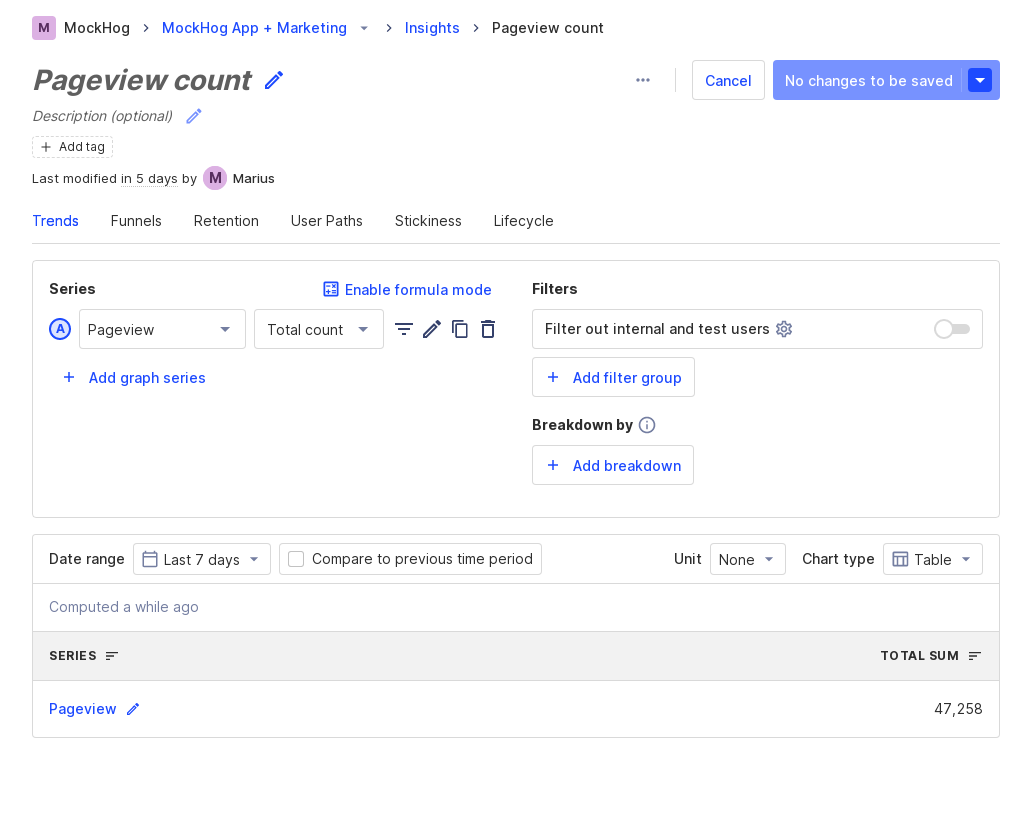 M MockHog MockHog App + Marketing Insights Pageview count
Pageview count
Cancel No changes to be saved
Description (optional)
Add tag
Last modified in 5 days by M Marius
Trends Funnels Retention User Paths Stickiness Lifecycle
Series Enable formula mode
A Pageview Total count
Add graph series
Filters
Filter out internal and test users
Add filter group
Breakdown by
Add breakdown
Date range Last 7 days Compare to previous time period Unit None Chart type Table
Computed a while ago
SERIES TOTAL SUM
Pageview 47,258